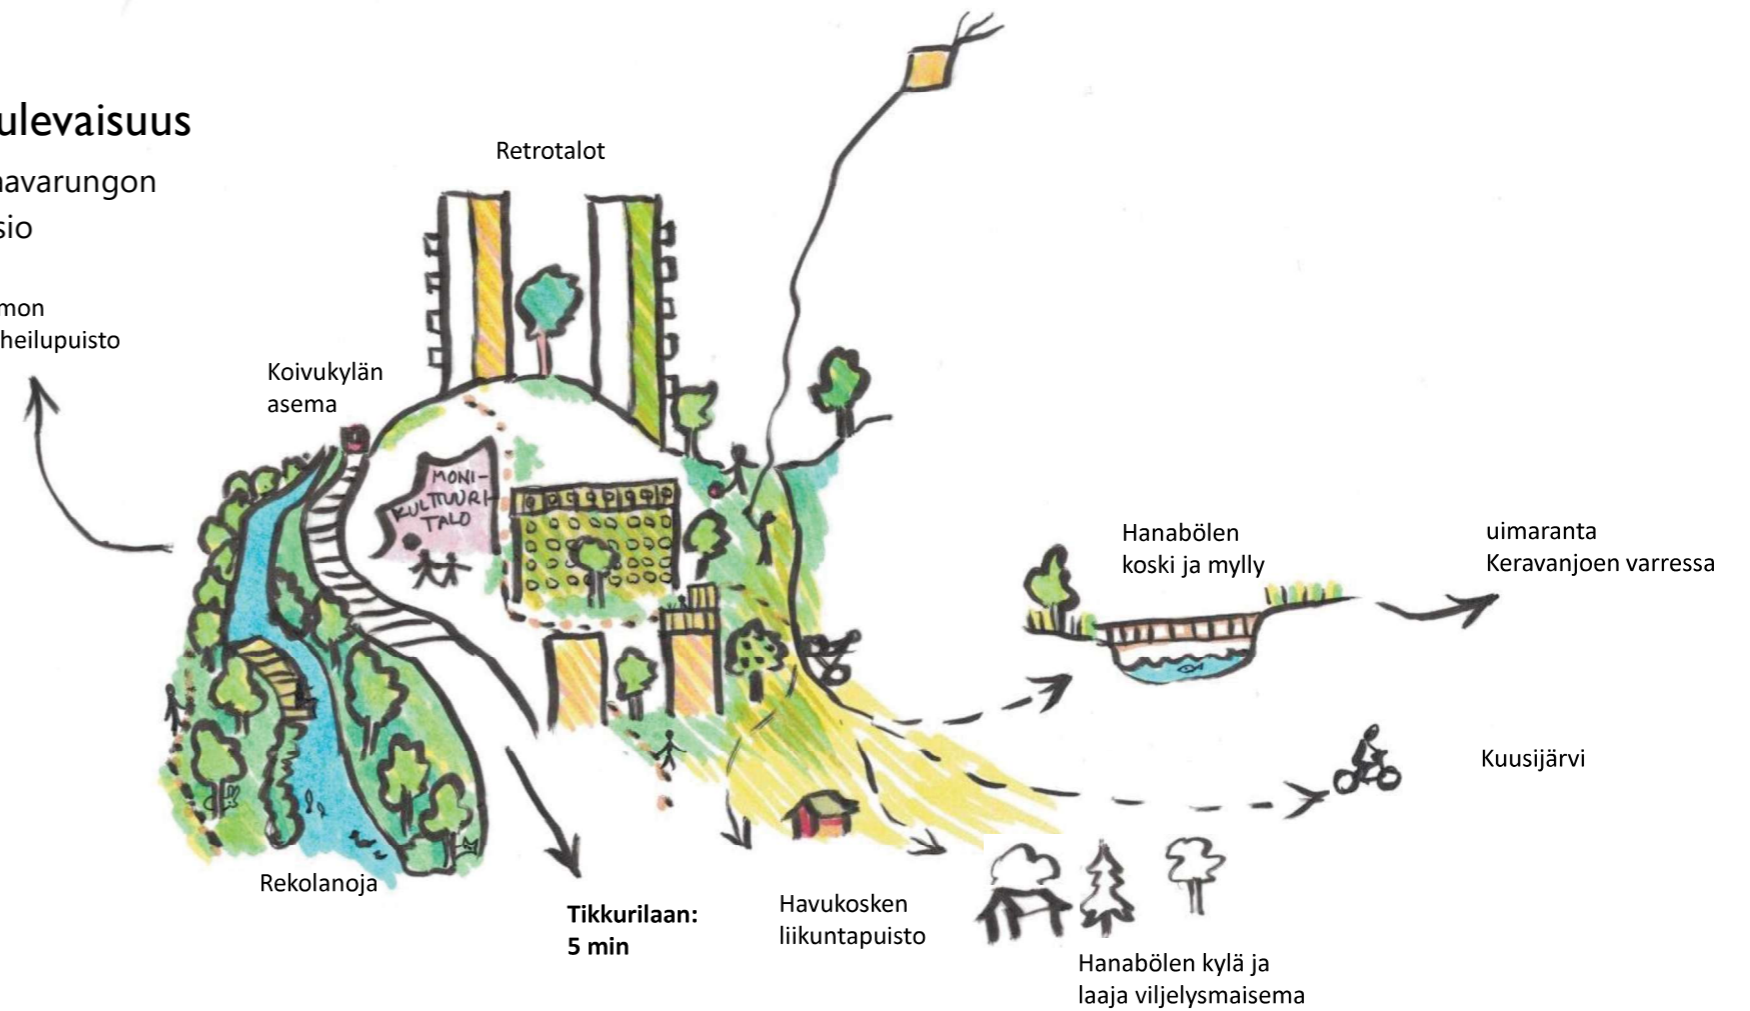 ulevaisuus
avarungon
sio
mon
heilupuisto
Retrotalot
Koivukylän
asema
MONI-
KULTTUURI-
TALO
Hanabölen
koski ja mylly
uimaranta
Keravanjoen varressa
Kuusijärvi
Rekolanoja
Tikkurilaan:
5 min
Havukosken
liikuntapuisto
Hanabölen kylä ja
laaja viljelysmaisema